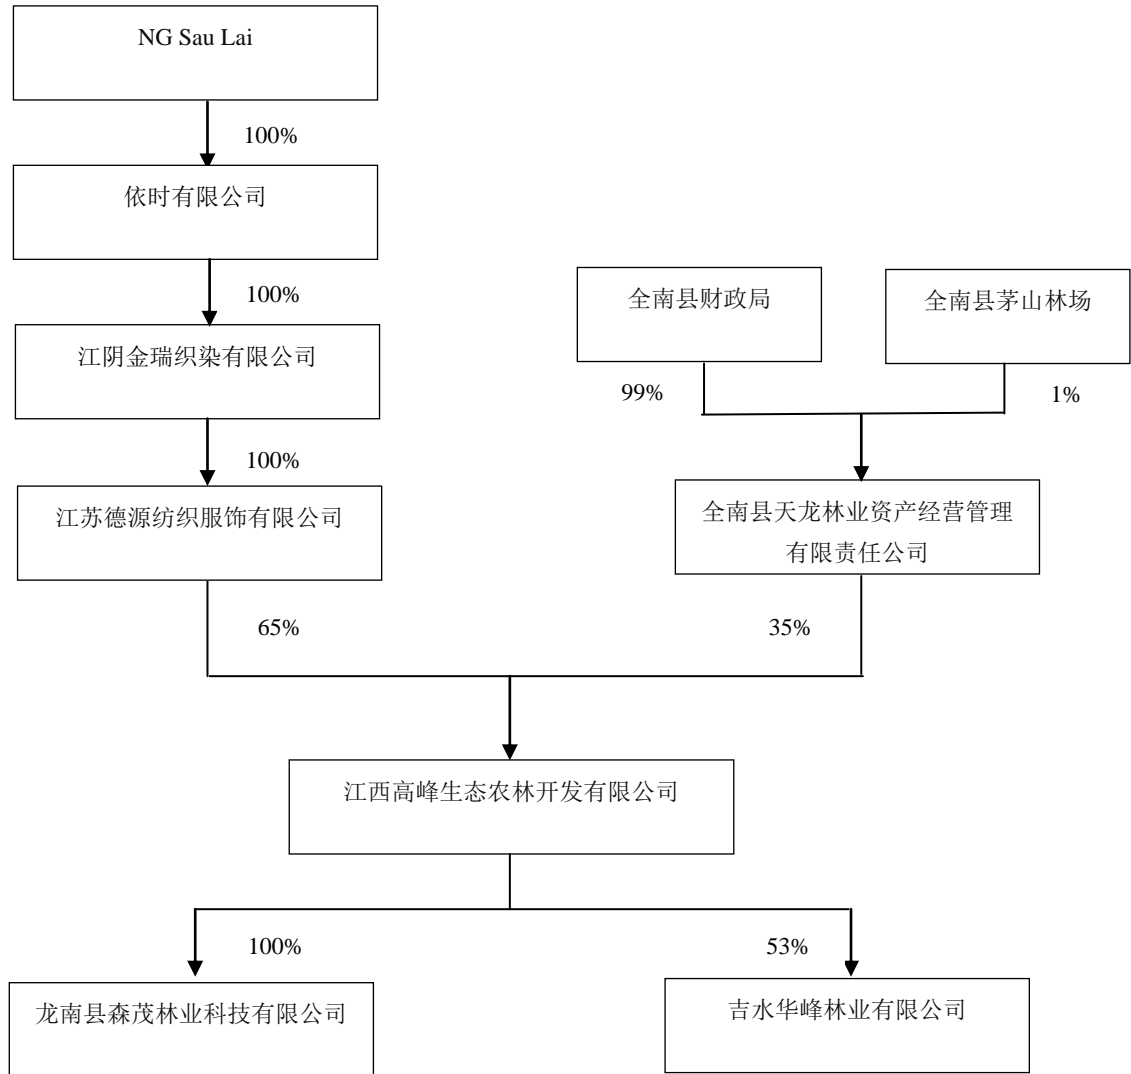 NG Sau Lai
100%
依时有限公司
100%
全南县财政局
全南县茅山林场
江阴金瑞织染有限公司
99%
1%
100%
江苏德源纺织服饰有限公司
全南县天龙林业资产经营管理
有限责任公司
65%
35%
江西高峰生态农林开发有限公司
100%
53%
龙南县森茂林业科技有限公司
吉水华峰林业有限公司